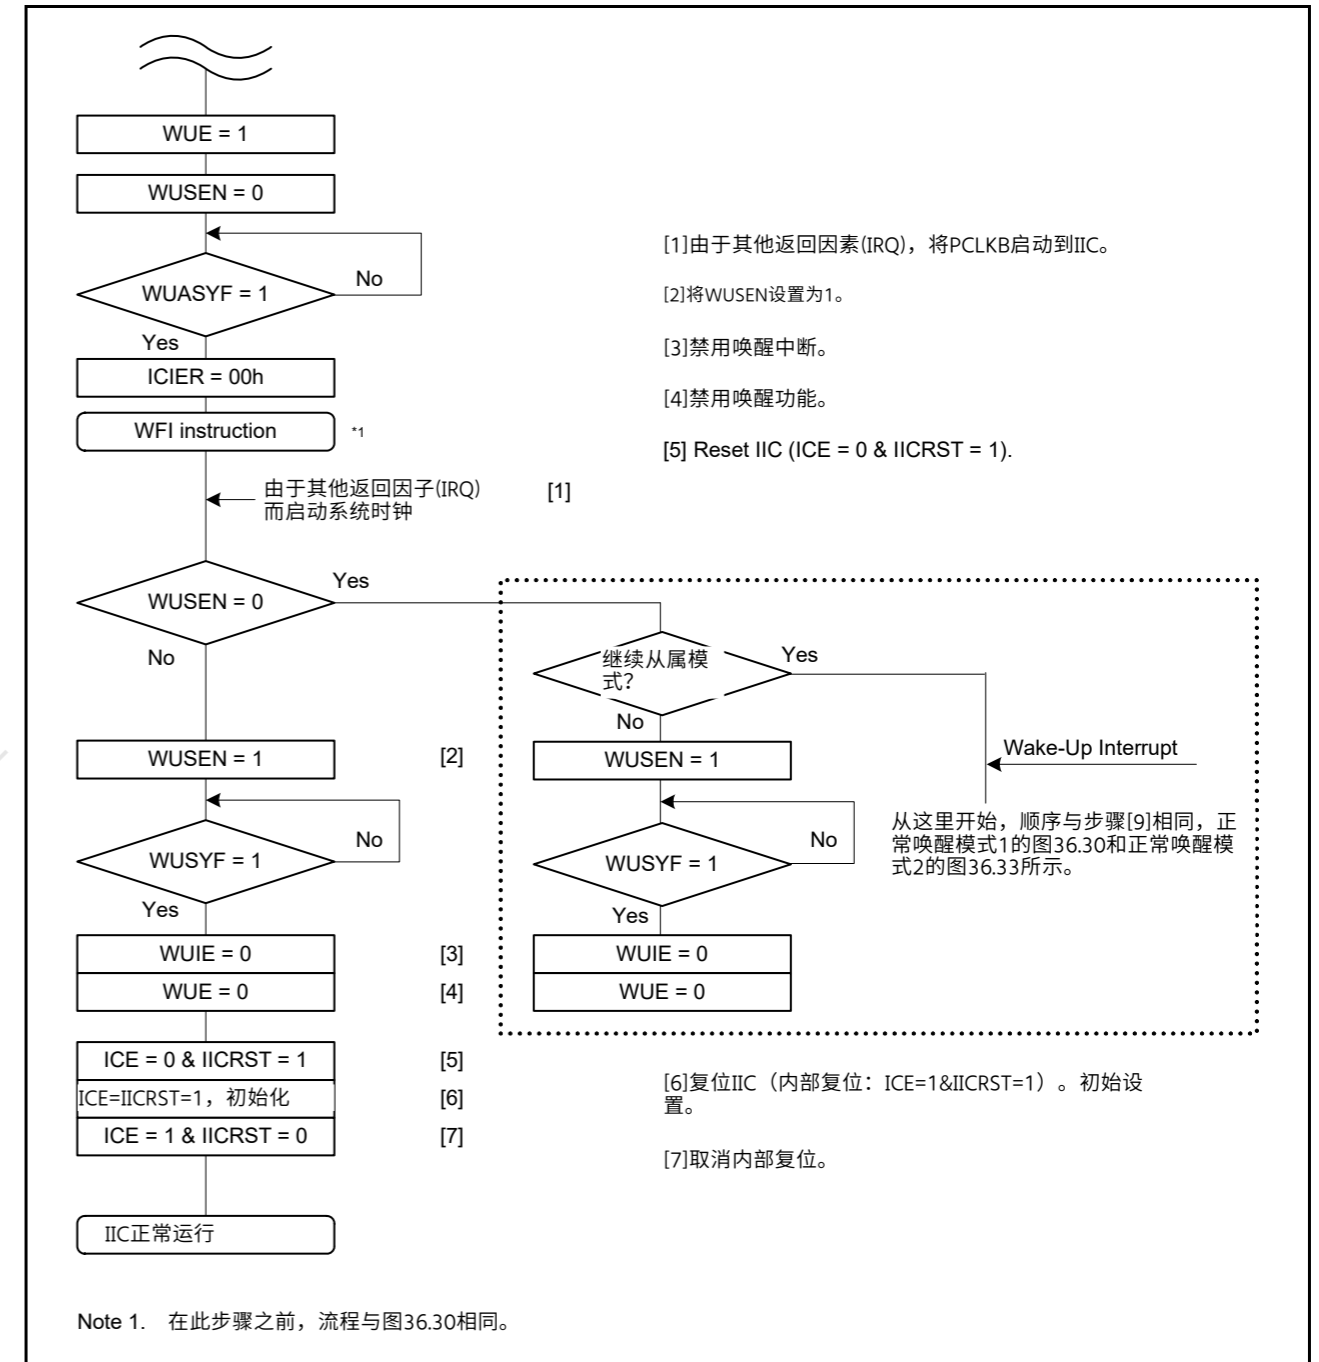 WUE = 1
WUSEN = 0
No
WUASYF = 1
Yes
ICIER = 00h
WFI instruction *1
[1]由于其他返回因素(IRQ)，将PCLKB启动到IIC。
[2]将WUSEN设置为1。
[3]禁用唤醒中断。
[4]禁用唤醒功能。
[5] Reset IIC (ICE = 0 & IICRST = 1).
由于其他返回因子(IRQ) [1]
而启动系统时钟
Yes
WUSEN = 0
No
继续从属模
式？
Yes
No
WUSEN = 1 [2]
WUSEN = 1
Wake-Up Interrupt
No
WUSYF = 1
Yes
No
WUSYF = 1
Yes
从这里开始，顺序与步骤[9]相同，正
常唤醒模式1的图36.30和正常唤醒模
式2的图36.33所示。
WUIE = 0 [3]
WUE = 0 [4]
WUIE = 0
WUE = 0
ICE = 0 & IICRST = 1 [5]
ICE=IICRST=1，初始化 [6]
ICE = 1 & IICRST = 0 [7]
[6]复位IIC（内部复位：ICE=1&IICRST=1）。初始设
置。
[7]取消内部复位。
IIC正常运行
Note 1. 在此步骤之前，流程与图36.30相同。